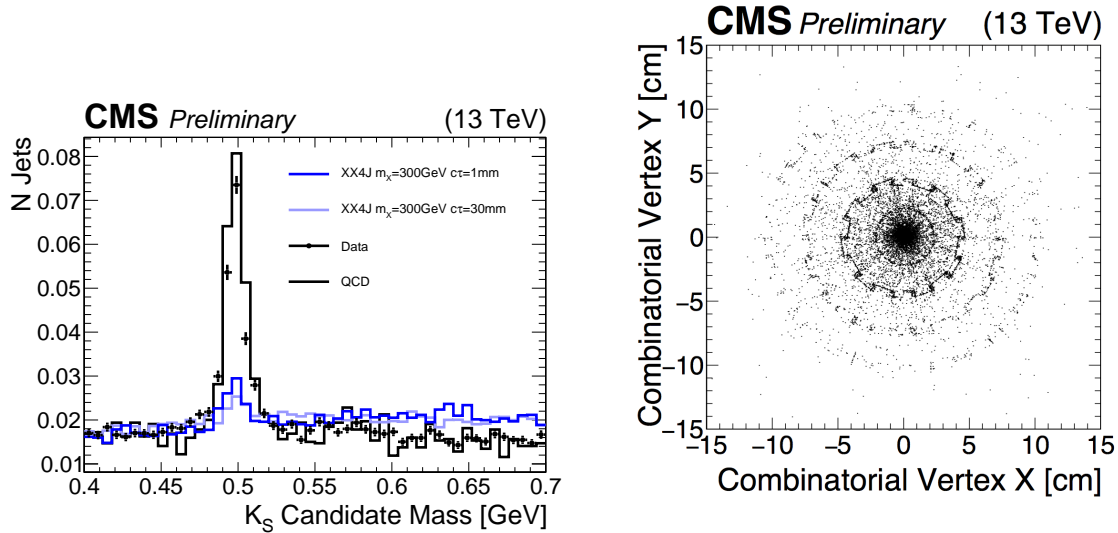 CMS Preliminary (13 TeV)
N Jets
0.08
0.07
0.06
0.05
0.04
0.03
0.02
0.01
XX4J m_X=300GeV cτ=1mm
XX4J m_X=300GeV cτ=30mm
Data
QCD
0.4 0.45 0.5 0.55 0.6 0.65 0.7
K_S Candidate Mass [GeV]
CMS Preliminary (13 TeV)
Combinatorial Vertex Y [cm]
15
10
5
0
−5
−10
−15
−15 −10 −5 0 5 10 15
Combinatorial Vertex X [cm]